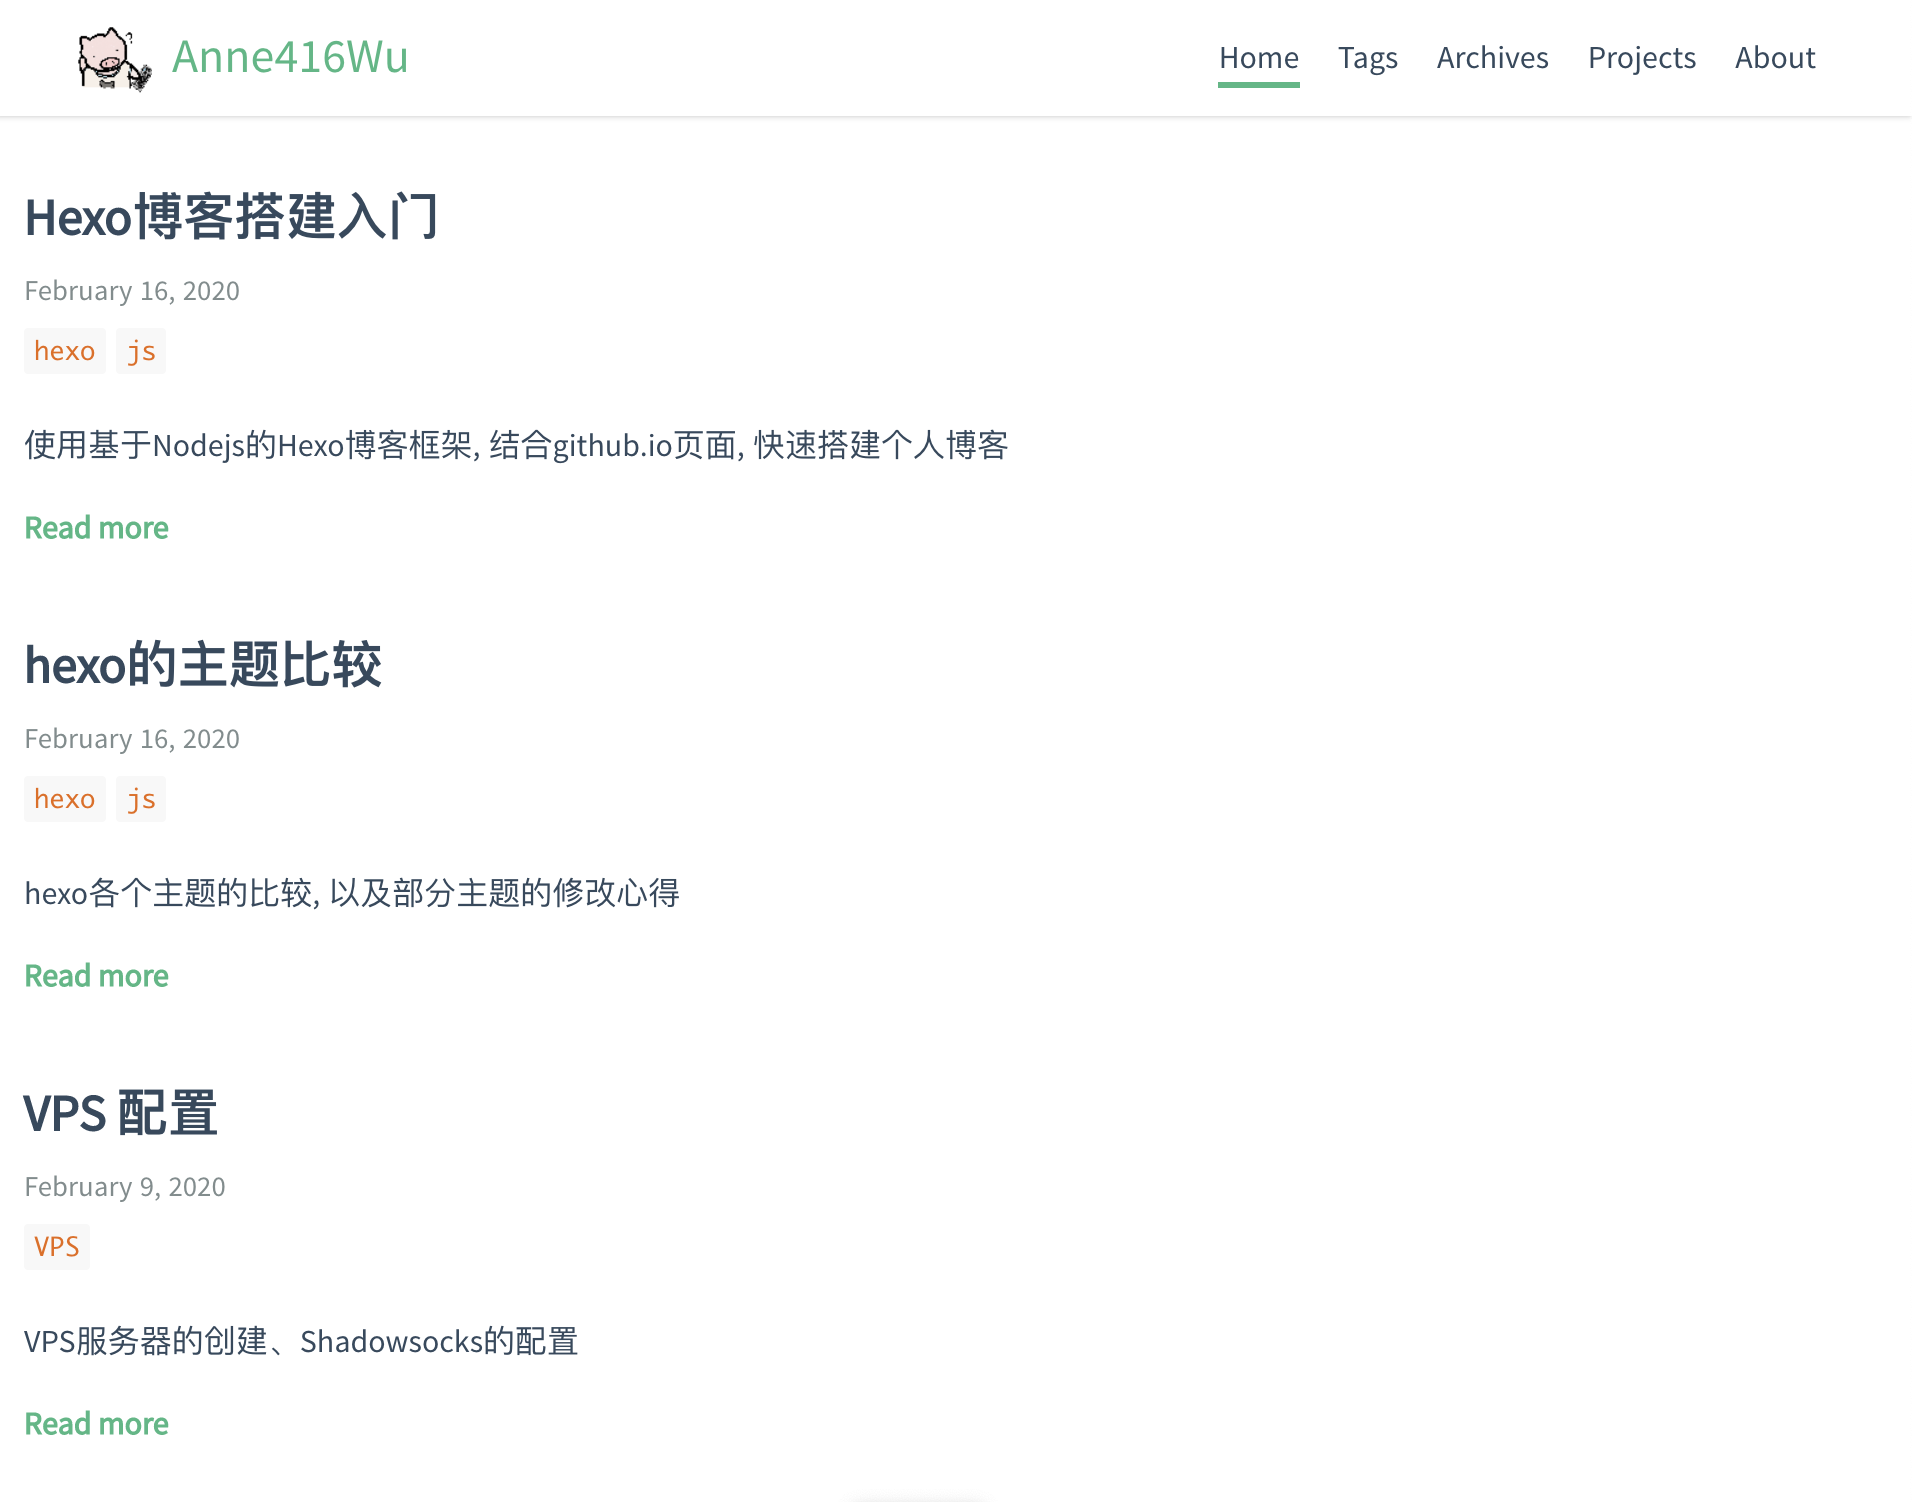 Anne416Wu
Home Tags Archives Projects About
Hexo博客搭建入门
February 16, 2020
hexo js
使用基于Nodejs的Hexo博客框架, 结合github.io页面, 快速搭建个人博客
Read more
hexo的主题比较
February 16, 2020
hexo js
hexo各个主题的比较, 以及部分主题的修改心得
Read more
VPS 配置
February 9, 2020
VPS
VPS服务器的创建、Shadowsocks的配置
Read more